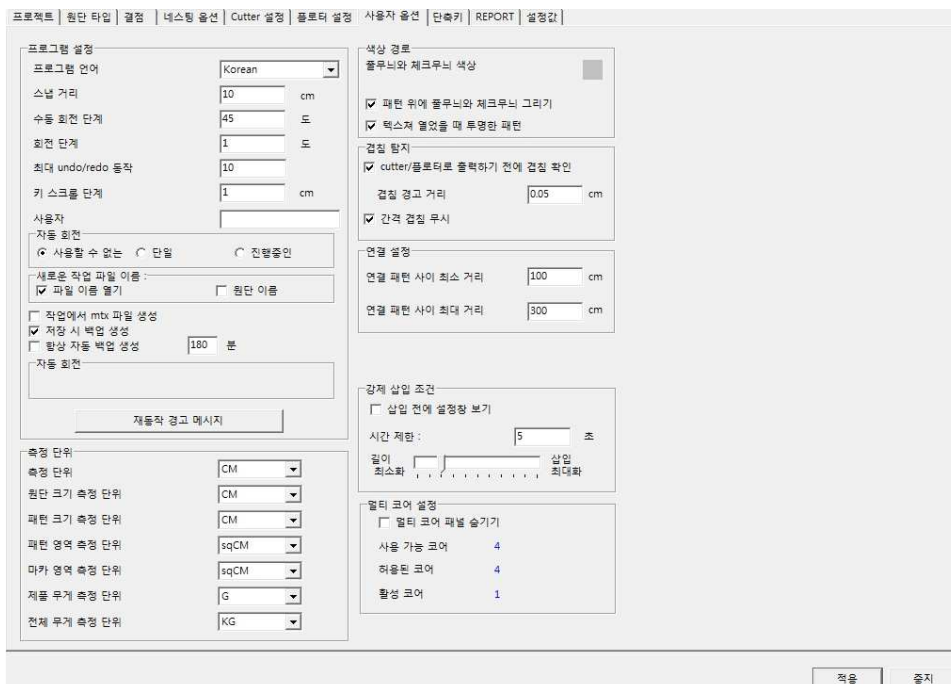 프로젝트 | 원단 타입 | 결점 | 네스팅 옵션 | Cutter 설정 | 플로터 설정 | 사용자 옵션 | 단축키 | REPORT | 설정값
프로그램 설정
프로그램 언어 Korean
스냅 거리 10 cm
수동 회전 단계 45 도
회전 단계 1 도
최대 undo/redo 동작 10
키 스크롤 단계 1 cm
사용자
자동 회전
사용할 수 없는 단일 진행중인
새로운 작업 파일 이름 :
파일 이름 열기 원단 이름
작업에서 mtx 파일 생성
저장 시 백업 생성
항상 자동 백업 생성 180 분
자동 회전
재동작 경고 메시지
측정 단위
측정 단위 CM
원단 크기 측정 단위 CM
패턴 크기 측정 단위 CM
패턴 영역 측정 단위 sqCM
마카 영역 측정 단위 sqCM
제품 무게 측정 단위 G
전체 무게 측정 단위 KG
색상 경로
풀무늬와 체크무늬 색상
패턴 위에 풀무늬와 체크무늬 그리기
텍스져 열었을 때 투명한 패턴
겹침 탐지
cutter/플로터로 출력하기 전에 겹침 확인
겹침 경고 거리 0.05 cm
간격 겹침 무시
연결 설정
연결 패턴 사이 최소 거리 100 cm
연결 패턴 사이 최대 거리 300 cm
강제 삽입 조건
삽입 전에 설정창 보기
시간 제한 : 5 초
길이 최소화 삽입 최대화
멀티 코어 설정
멀티 코어 패널 숨기기
사용 가능 코어 4
허용된 코어 4
활성 코어 1
적용 중지